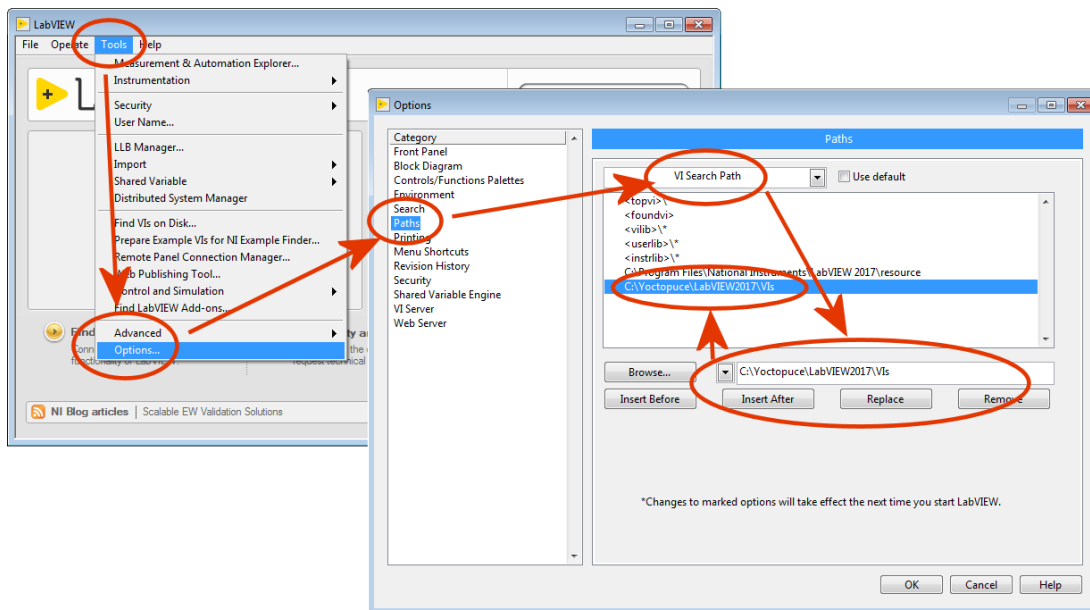 LabVIEW
File Operate Tools Help
Measurement & Automation Explorer...
Instrumentation
Security
User Name...
LLB Manager...
Import
Shared Variable
Distributed System Manager
Find VIs on Disk...
Prepare Example VIs for NI Example Finder...
Remote Panel Connection Manager...
Web Publishing Tool...
Control and Simulation
Find LabVIEW Add-ons...
Advanced
Options...
Find
functionality of LabVIEW.
request technical
NI Blog articles | Scalable EW Validation Solutions
Options
Category
Front Panel
Block Diagram
Controls/Functions Palettes
Environment
Search
Paths
Printing
Menu Shortcuts
Revision History
Security
Shared Variable Engine
VI Server
Web Server
Paths
VI Search Path
Use default
<topvi>\*
<foundvi>
<vilib>\*
<userlib>\*
<instrlib>\*
C:\Program Files\National Instruments\LabVIEW 2017\resource
C:\Yoctopuce\LabVIEW2017\VIs
Browse...
C:\Yoctopuce\LabVIEW2017\VIs
Insert Before
Insert After
Replace
Remove
*Changes to marked options will take effect the next time you start LabVIEW.
OK
Cancel
Help